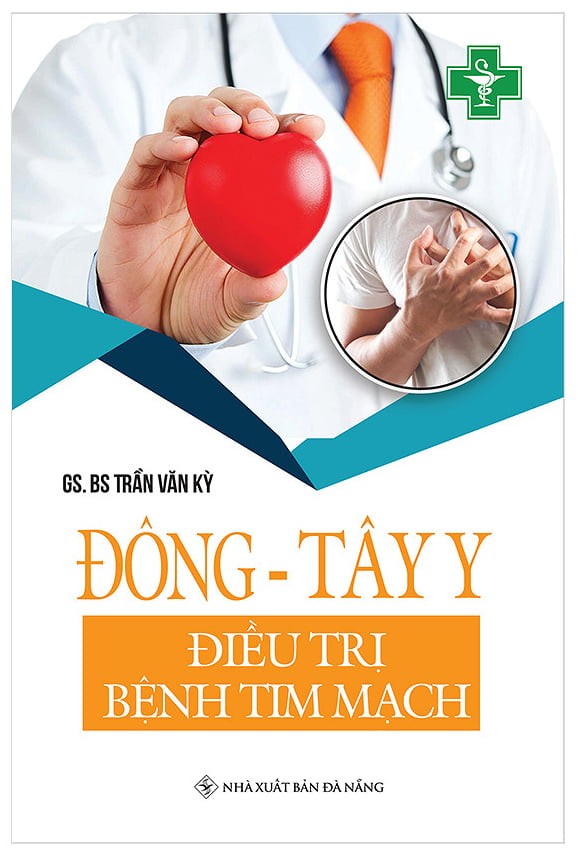 GS. BS TRẦN VĂN KỲ
ĐÔNG - TÂY Y
ĐIỀU TRỊ
BỆNH TIM MẠCH
NHÀ XUẤT BẢN ĐÀ NẴNG